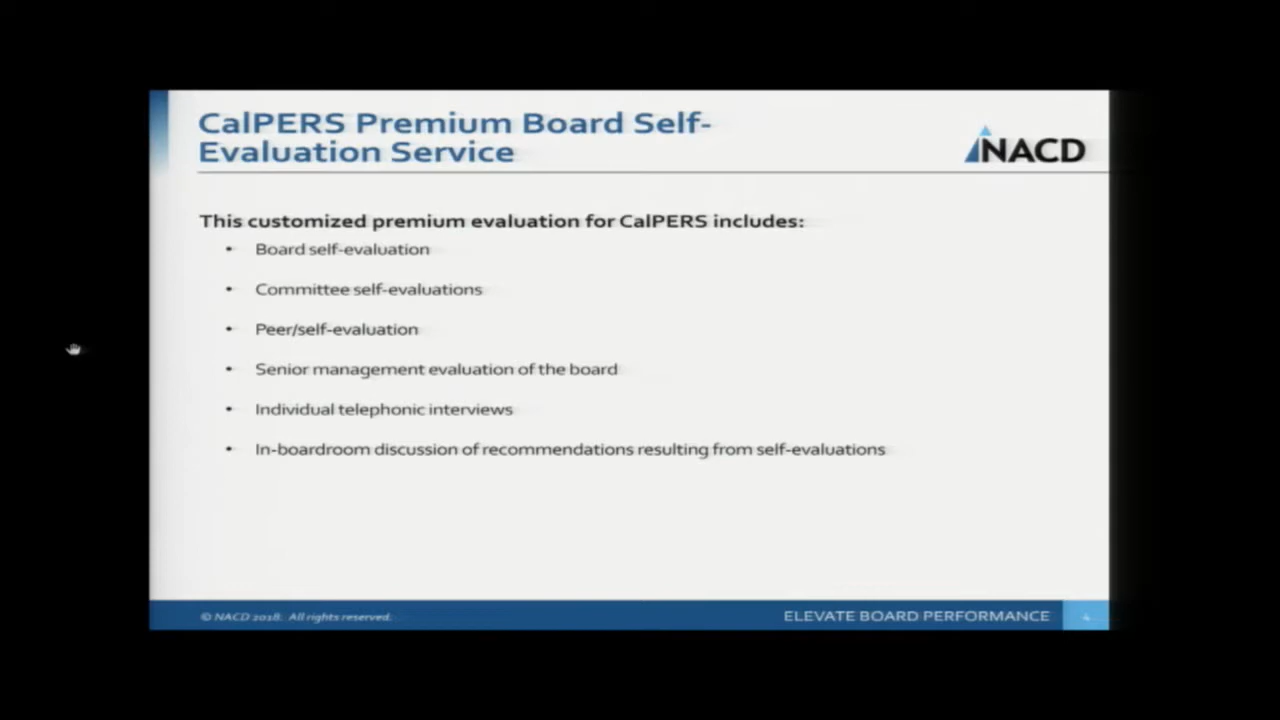 CalPERS Premium Board Self-
Evaluation Service
NACD
This customized premium evaluation for CalPERS includes:
• Board self-evaluation
• Committee self-evaluations
• Peer/self-evaluation
• Senior management evaluation of the board
• Individual telephonic interviews
• In-boardroom discussion of recommendations resulting from self-evaluations
© NACD 2018. All rights reserved.
ELEVATE BOARD PERFORMANCE
4